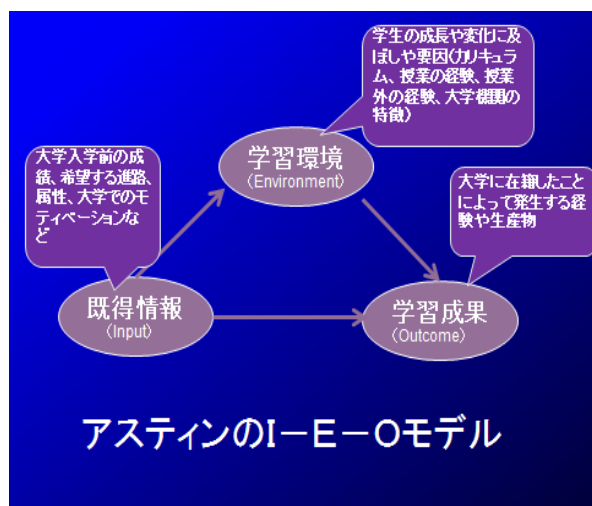 学生の成長や変化に及
ぼしや要因(カリキュラ
ム、授業の経験、授業
外の経験、大学機関の
特徴)
学習環境
(Environment)
大学入学前の成
績、希望する進路、
属性、大学でのモ
ティベーションな
ど
大学に在籍したこと
によって発生する経
験や生産物
既得情報
(Input)
学習成果
(Outcome)
アスティンのI－E－Oモデル